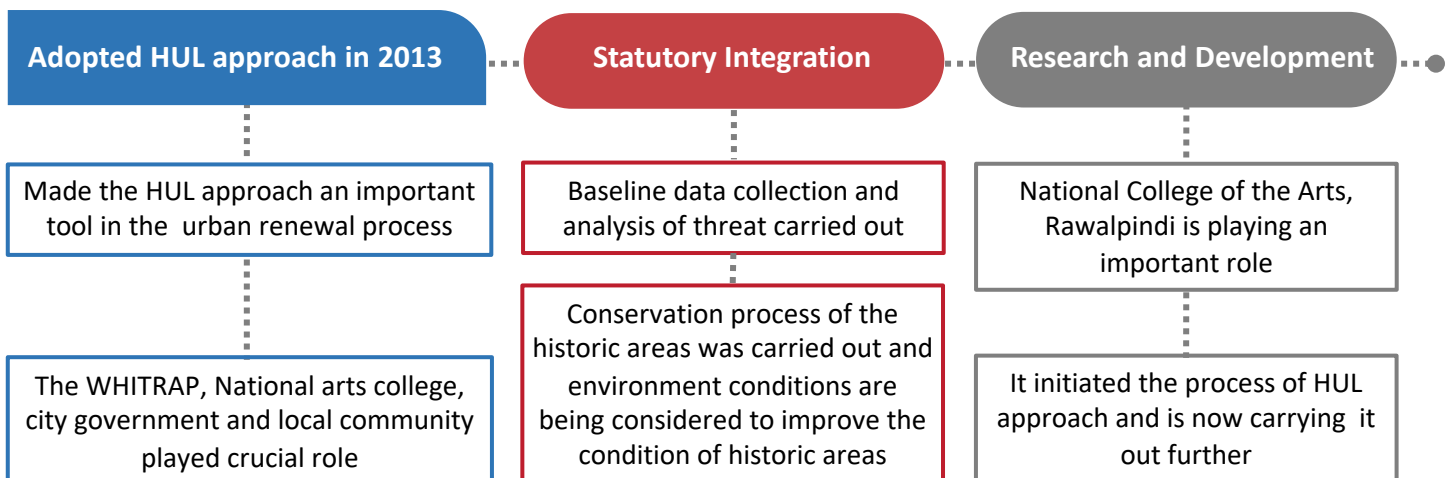 Adopted HUL approach in 2013
Statutory Integration
Research and Development
Made the HUL approach an important
tool in the urban renewal process
The WHITRAP, National arts college,
city government and local community
played crucial role
Baseline data collection and
analysis of threat carried out
Conservation process of the
historic areas was carried out and
environment conditions are
being considered to improve the
condition of historic areas
National College of the Arts,
Rawalpindi is playing an
important role
It initiated the process of HUL
approach and is now carrying it
out further